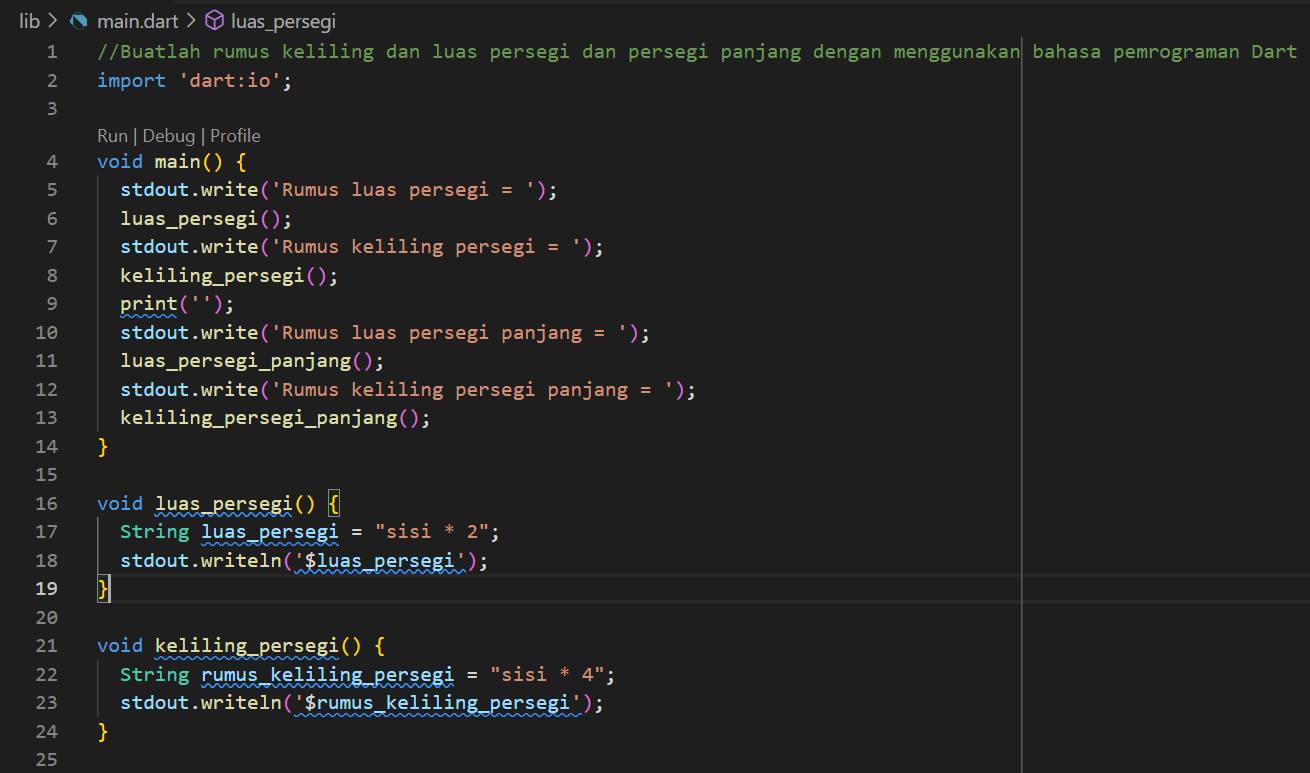 lib > main.dart > luas_persegi
1 //Buatlah rumus keliling dan luas persegi dan persegi panjang dengan menggunakan bahasa pemrograman Dart
2 import 'dart:io';
3
Run | Debug | Profile
4 void main() {
5   stdout.write('Rumus luas persegi = ');
6   luas_persegi();
7   stdout.write('Rumus keliling persegi = ');
8   keliling_persegi();
9   print('');
10   stdout.write('Rumus luas persegi panjang = ');
11   luas_persegi_panjang();
12   stdout.write('Rumus keliling persegi panjang = ');
13   keliling_persegi_panjang();
14 }
15
16 void luas_persegi() {
17   String luas_persegi = "sisi * 2";
18   stdout.writeln('$luas_persegi');
19 }
20
21 void keliling_persegi() {
22   String rumus_keliling_persegi = "sisi * 4";
23   stdout.writeln('$rumus_keliling_persegi');
24 }
25